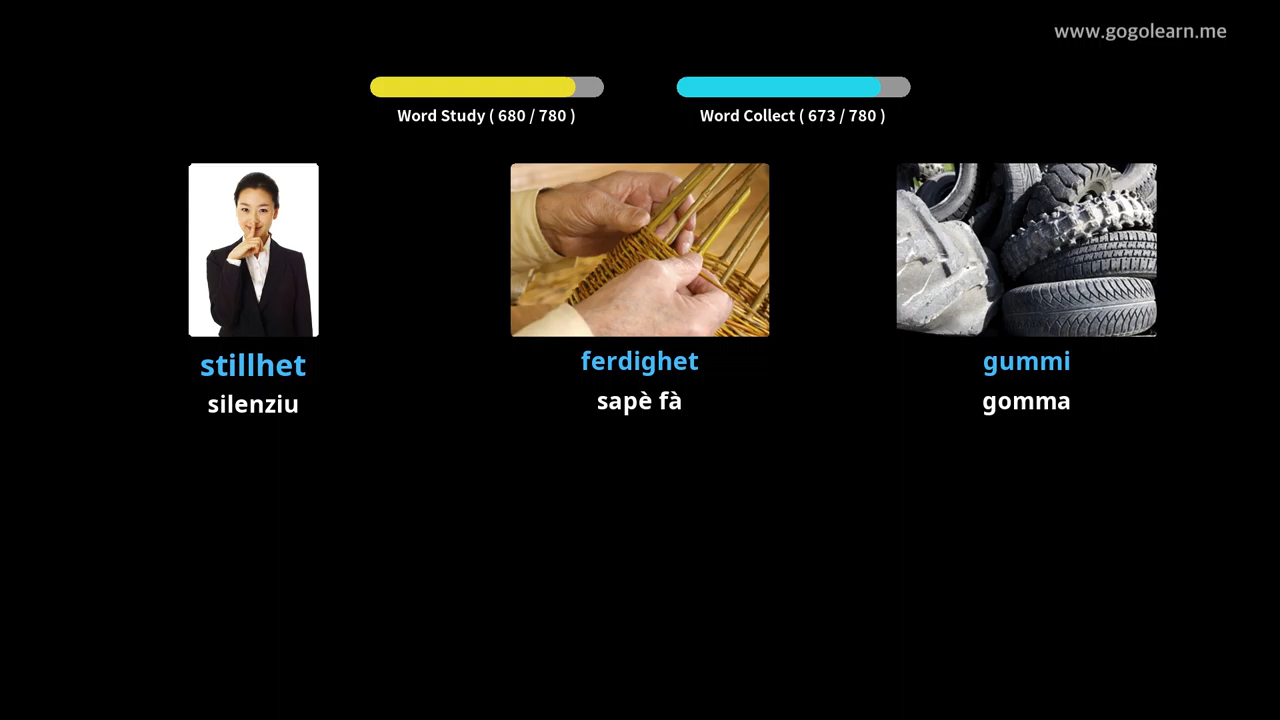 www.gogolearn.me
Word Study ( 680 / 780 )
Word Collect ( 673 / 780 )
stillhet
silenziu
ferdighet
sapè fà
gummi
gomma